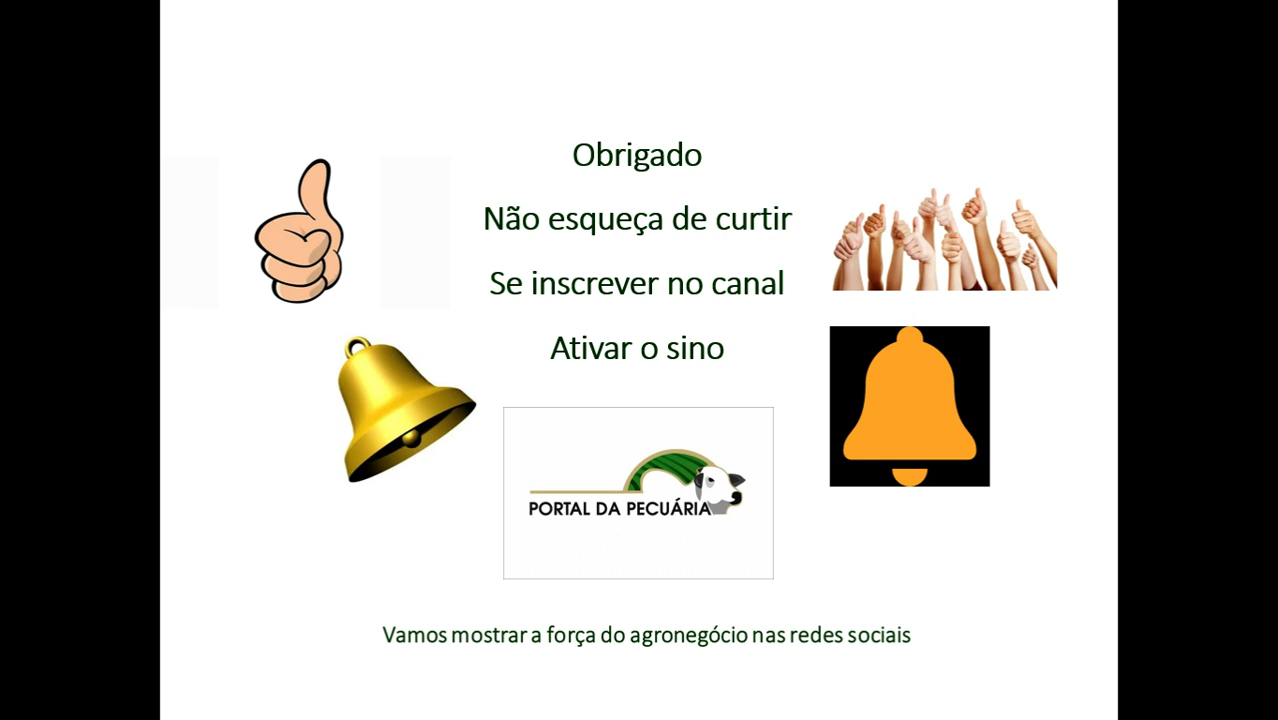 Obrigado
Não esqueça de curtir
Se inscrever no canal
Ativar o sino
PORTAL DA PECUÁRIA
Vamos mostrar a força do agronegócio nas redes sociais